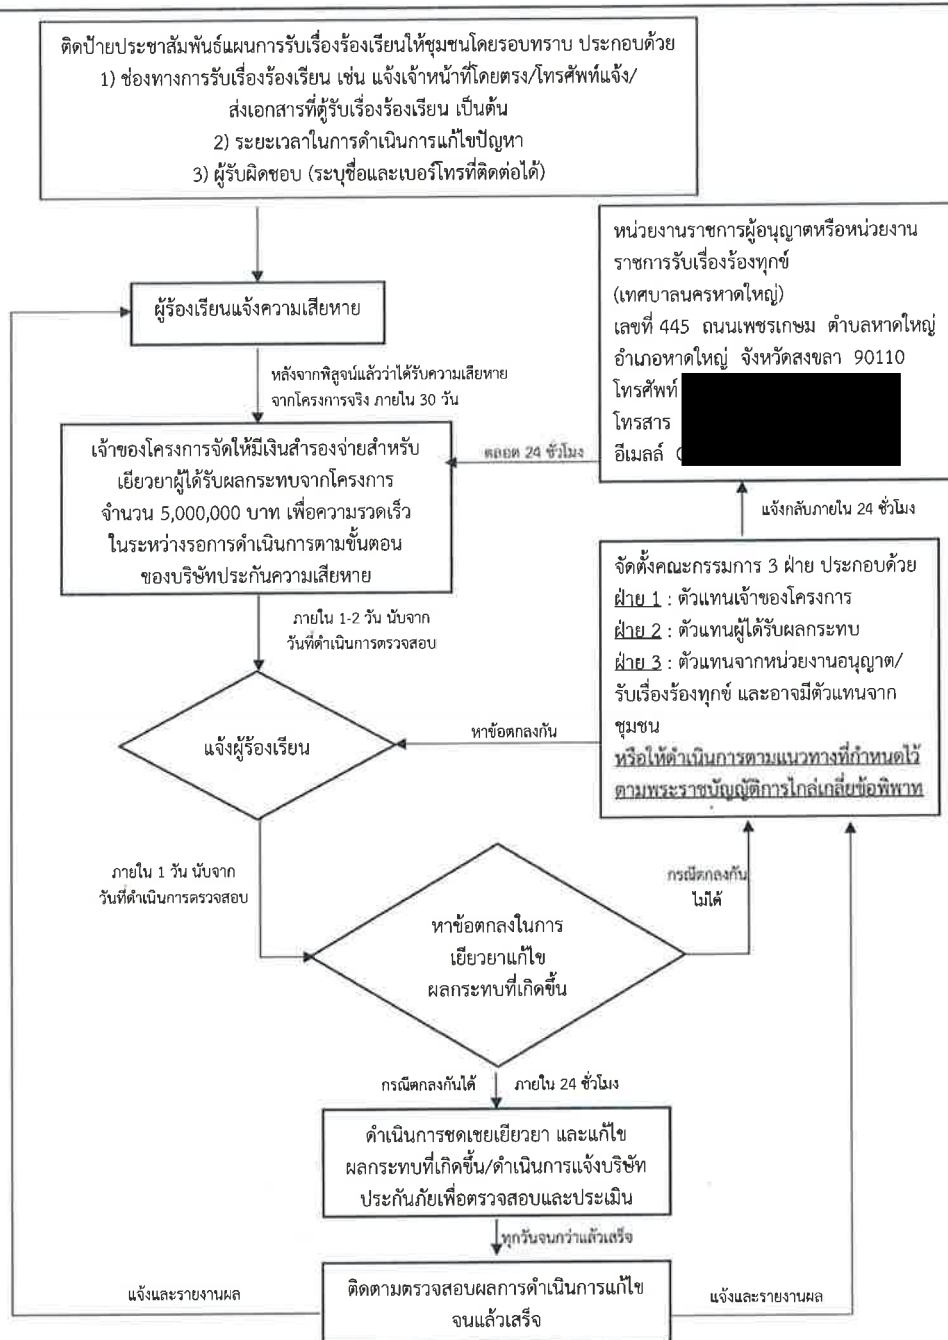 ติดป้ายประชาสัมพันธ์แผนการรับเรื่องร้องเรียนให้ชุมชนโดยรอบทราบ ประกอบด้วย
1) ช่องทางการรับเรื่องร้องเรียน เช่น แจ้งเจ้าหน้าที่โดยตรง/โทรศัพท์แจ้ง/
ส่งเอกสารที่ตู้รับเรื่องร้องเรียน เป็นต้น
2) ระยะเวลาในการดำเนินการแก้ไขปัญหา
3) ผู้รับผิดชอบ (ระบุชื่อและเบอร์โทรที่ติดต่อได้)
หน่วยงานราชการผู้อนุญาตหรือหน่วยงาน
ราชการรับเรื่องร้องทุกข์
(เทศบาลนครหาดใหญ่)
เลขที่ 445 ถนนเพชรเกษม ตำบลหาดใหญ่
อำเภอหาดใหญ่ จังหวัดสงขลา 90110
โทรศัพท์
โทรสาร
อีเมลล์
ผู้ร้องเรียนแจ้งความเสียหาย
หลังจากพิสูจน์แล้วว่าได้รับความเสียหาย
จากโครงการจริง ภายใน 30 วัน
เจ้าของโครงการจัดให้มีเงินสำรองจ่ายสำหรับ
เยียวยาผู้ได้รับผลกระทบจากโครงการ
จำนวน 5,000,000 บาท เพื่อความรวดเร็ว
ในระหว่างรอการดำเนินการตามขั้นตอน
ของบริษัทประกันความเสียหาย
ตลอด 24 ชั่วโมง
แจ้งกลับภายใน 24 ชั่วโมง
จัดตั้งคณะกรรมการ 3 ฝ่าย ประกอบด้วย
ฝ่าย 1 : ตัวแทนเจ้าของโครงการ
ฝ่าย 2 : ตัวแทนผู้ได้รับผลกระทบ
ฝ่าย 3 : ตัวแทนจากหน่วยงานอนุญาต/
รับเรื่องร้องทุกข์ และอาจมีตัวแทนจาก
ชุมชน
หรือให้ดำเนินการตามแนวทางที่กำหนดไว้
ตามพระราชบัญญัติการไกล่เกลี่ยข้อพิพาท
ภายใน 1-2 วัน นับจาก
วันที่ดำเนินการตรวจสอบ
แจ้งผู้ร้องเรียน
หาข้อตกลงกัน
ภายใน 1 วัน นับจาก
วันที่ดำเนินการตรวจสอบ
หาข้อตกลงในการ
เยียวยาแก้ไข
ผลกระทบที่เกิดขึ้น
กรณีตกลงกัน
ไม่ได้
กรณีตกลงกันได้ ภายใน 24 ชั่วโมง
ดำเนินการชดเชยเยียวยา และแก้ไข
ผลกระทบที่เกิดขึ้น/ดำเนินการแจ้งบริษัท
ประกันภัยเพื่อตรวจสอบและประเมิน
ทุกวันจนกว่าแล้วเสร็จ
ติดตามตรวจสอบผลการดำเนินการแก้ไข
จนแล้วเสร็จ
แจ้งและรายงานผล
แจ้งและรายงานผล